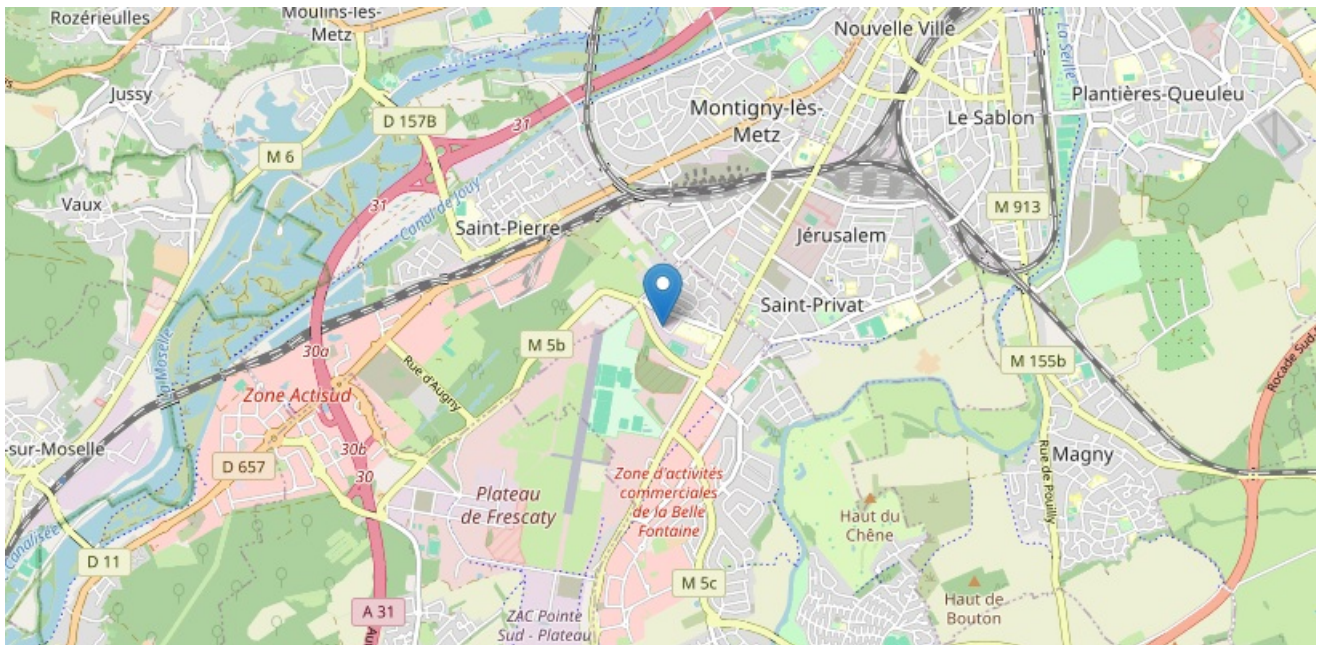 Rozérieulles
Moulins-lès-
Metz
Nouvelle Ville
La Seille
Jussy
D 157B
31
Montigny-lès-
Metz
Le Sablon
Plantières-Queuleu
M 6
Vaux
31
Canal de Jouy
Saint-Pierre
M 913
Jérusalem
Saint-Privat
La Moselle
30a
M 5b
M 155b
Rocade Sud
Rue d'Augny
Zone Actisud
-sur-Moselle
30b
D 657
30
Magny
Rue de Pouilly
Plateau
de Frescaty
Zone d'activités
commerciales
de la Belle
Fontaine
Haut du
Chêne
Canalisée
D 11
M 5c
A 31
Haut de
Bouton
ZAC Pointe
Sud - Plateau